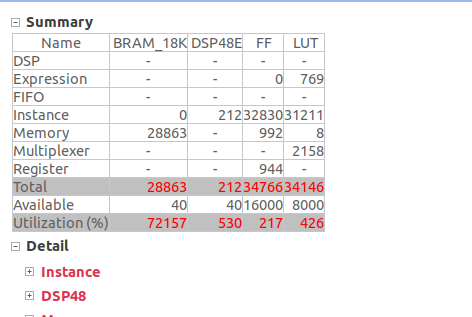 Summary
Name BRAM_18K DSP48E FF LUT
DSP - - - -
Expression - - 0 769
FIFO - - - -
Instance 0 212 32830 31211
Memory 28863 - 992 8
Multiplexer - - - 2158
Register - - 944 -
Total 28863 212 34766 34146
Available 40 40 16000 8000
Utilization (%) 72157 530 217 426
Detail
Instance
DSP48